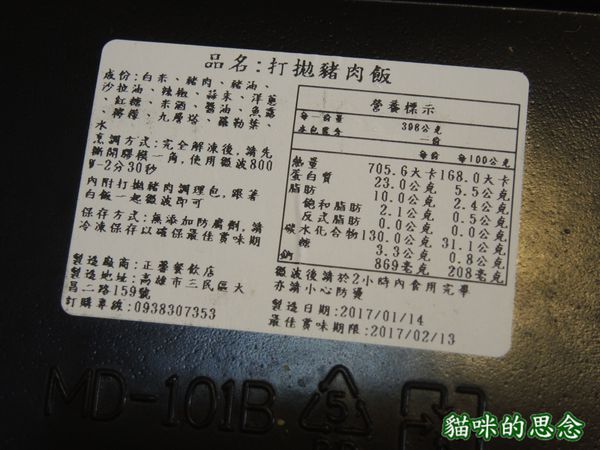 品名:打拋豬肉飯
成份:白米、豬肉、豬油、
沙拉油、辣椒、蒜末、洋蔥
、紅糖、米酒、醬油、魚露
、檸檬、九層塔、羅勒葉、
水
烹調方式:完全解凍後,請先
撕開膠膜一角,使用微波800
W-2分30秒
內附打拋豬肉調理包,跟著
白飯一起微波即可
保存方式:無添加防腐劑,請
冷凍保存以確保最佳賞味期
製造廠商:正馨餐飲店
製造地址:高雄市三民區大
昌二路159號
訂購專線:0938307353
營養標示
每一份量 396公克
本包裝含 一份
每份 每100公克
熱量 705.6大卡 168.0大卡
蛋白質 23.0公克 5.5公克
脂肪 10.0公克 2.4公克
飽和脂肪 2.1公克 0.5公克
反式脂肪 0.0公克 0.0公克
碳水化合物 130.0公克 31.1公克
糖 3.3公克 0.8公克
鈉 869毫克 208毫克
微波後請於2小時內食用完畢
亦請小心防燙
製造日期:2017/01/14
最佳賞味期限:2017/02/13
MD-101B
5
貓咪的思念